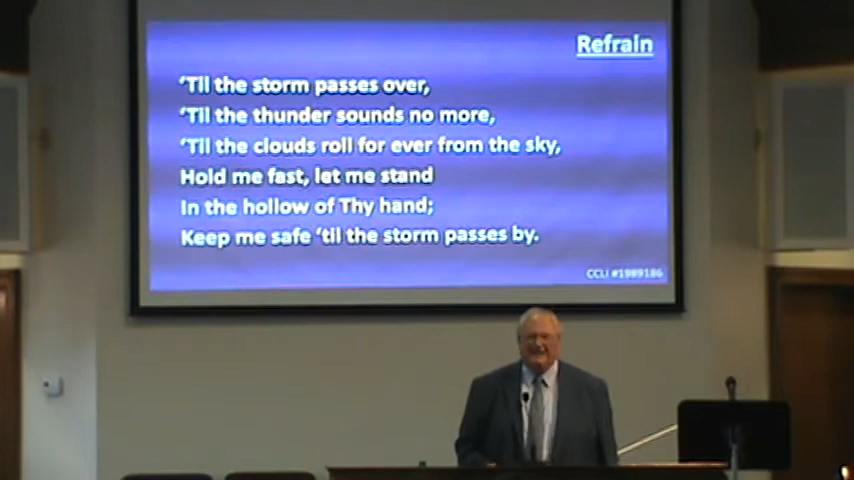 Refrain
‘Til the storm passes over,
‘Til the thunder sounds no more,
‘Til the clouds roll for ever from the sky,
Hold me fast, let me stand
In the hollow of Thy hand;
Keep me safe ‘til the storm passes by.
CCLI #1989186